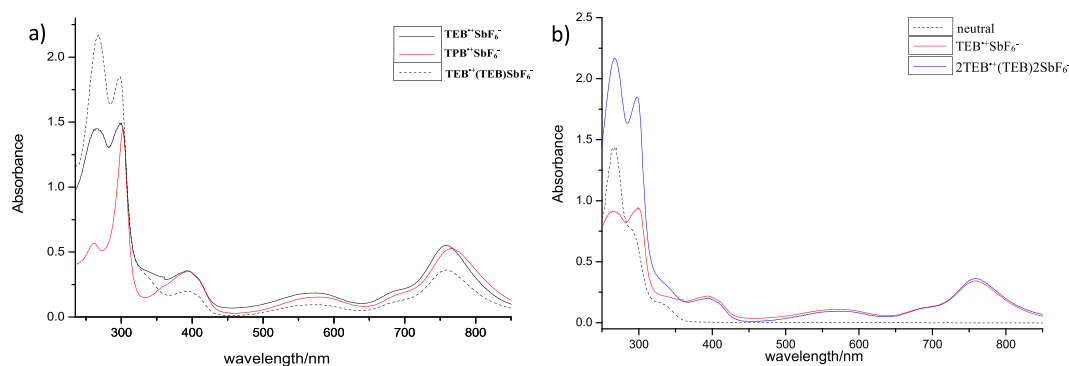 a)
TEB•+SbF6-
TPB•+SbF6-
TEB•+(TEB)SbF6-
2.0
1.5
1.0
0.5
0.0
Absorbance
300 400 500 600 700 800
wavelength/nm
b)
neutral
TEB•+SbF6-
2TEB•+(TEB)2SbF6-
2.5
2.0
1.5
1.0
0.5
0.0
Absorbance
300 400 500 600 700 800
wavelength/nm